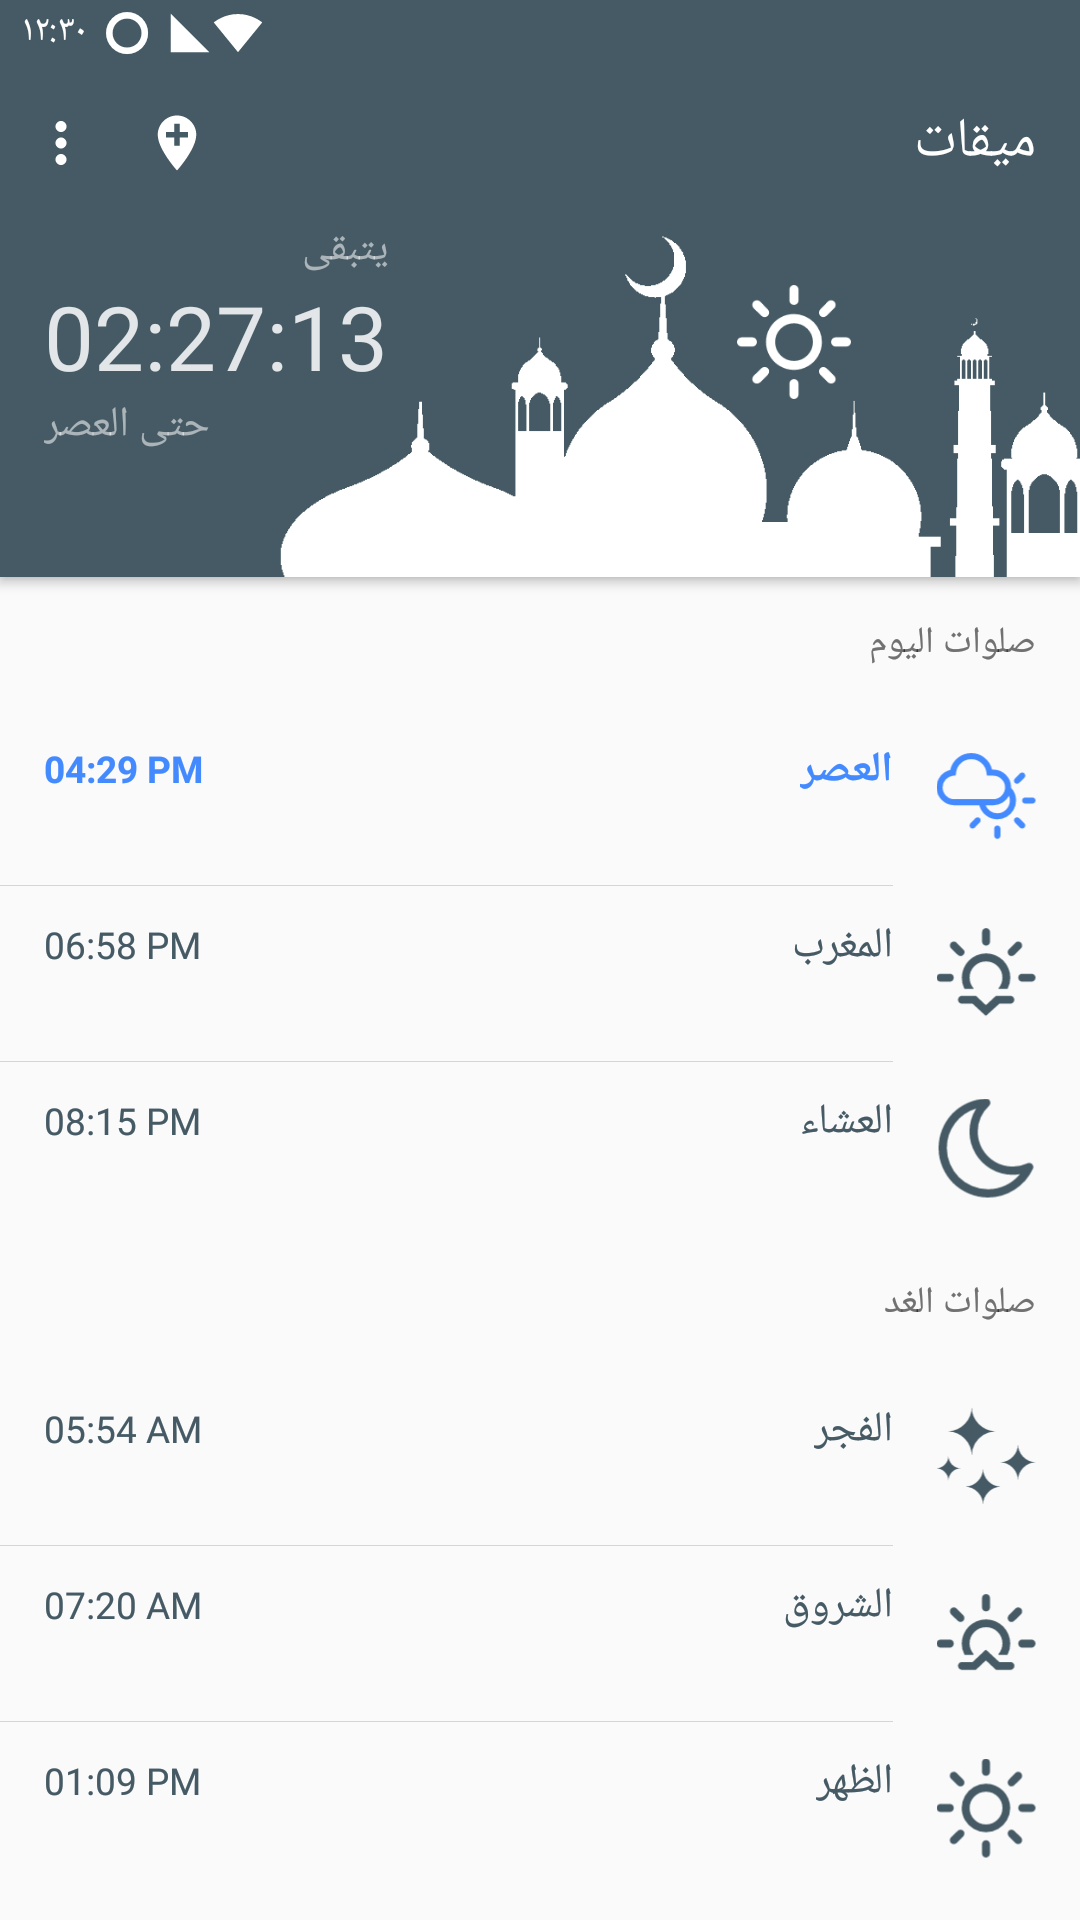 ١٢:٣٠
ميقات
يتبقى
02:27:13
حتى العصر
صلوات اليوم
العصر
04:29 PM
المغرب
06:58 PM
العشاء
08:15 PM
صلوات الغد
الفجر
05:54 AM
الشروق
07:20 AM
الظهر
01:09 PM